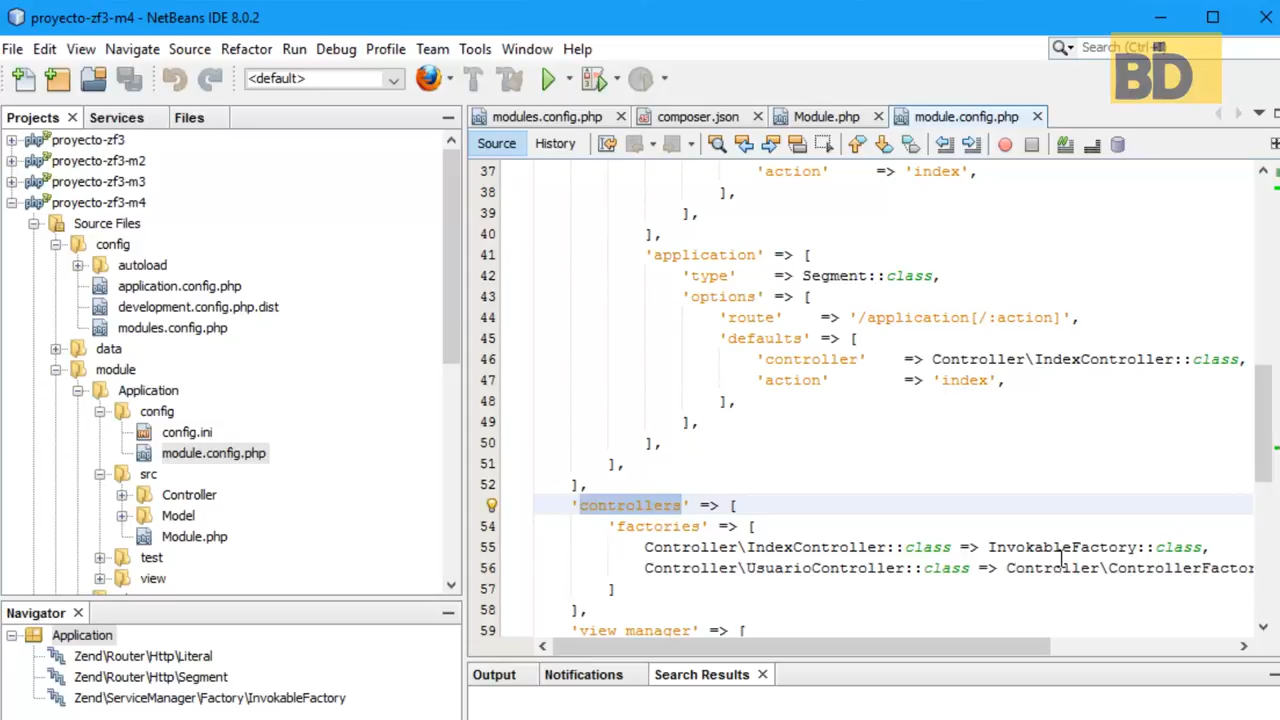 proyecto-zf3-m4 - NetBeans IDE 8.0.2
File Edit View Navigate Source Refactor Run Debug Profile Team Tools Window Help
Search (Ctrl
BD
<default>
Projects Services Files
modules.config.php composer.json Module.php module.config.php
Source History
proyecto-zf3
proyecto-zf3-m2
proyecto-zf3-m3
proyecto-zf3-m4
Source Files
config
autoload
application.config.php
development.config.php.dist
modules.config.php
data
module
Application
config
config.ini
module.config.php
src
Controller
Model
Module.php
test
view
37 'action' => 'index',
38 ],
39 ],
40 ],
41 'application' => [
42 'type' => Segment::class,
43 'options' => [
44 'route' => '/application[/:action]',
45 'defaults' => [
46 'controller' => Controller\IndexController::class,
47 'action' => 'index',
48 ],
49 ],
50 ],
51 ],
52 ],
'controllers' => [
54 'factories' => [
55 Controller\IndexController::class => InvokableFactory::class,
56 Controller\UsuarioController::class => Controller\ControllerFactor
57 ]
58 ],
59 'view_manager' => [
Navigator
Application
Zend\Router\Http\Literal
Zend\Router\Http\Segment
Zend\ServiceManager\Factory\InvokableFactory
Output Notifications Search Results